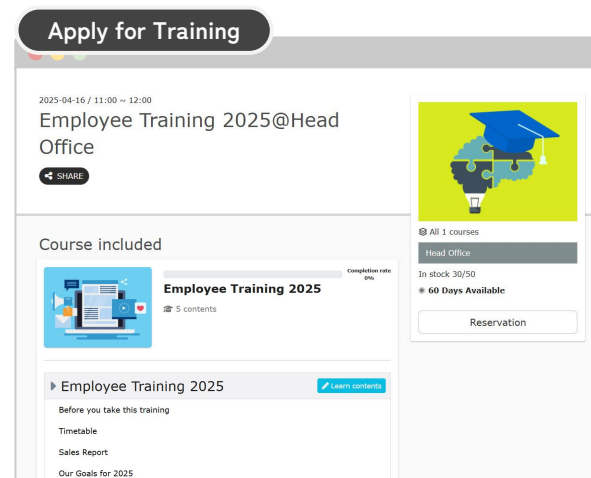 Apply for Training
2025-04-16 / 11:00 ~ 12:00
Employee Training 2025@Head
Office
SHARE
All 1 courses
Head Office
In stock 30/50
60 Days Available
Reservation
Course included
Completion rate
0%
Employee Training 2025
5 contents
Employee Training 2025
Learn contents
Before you take this training
Timetable
Sales Report
Our Goals for 2025